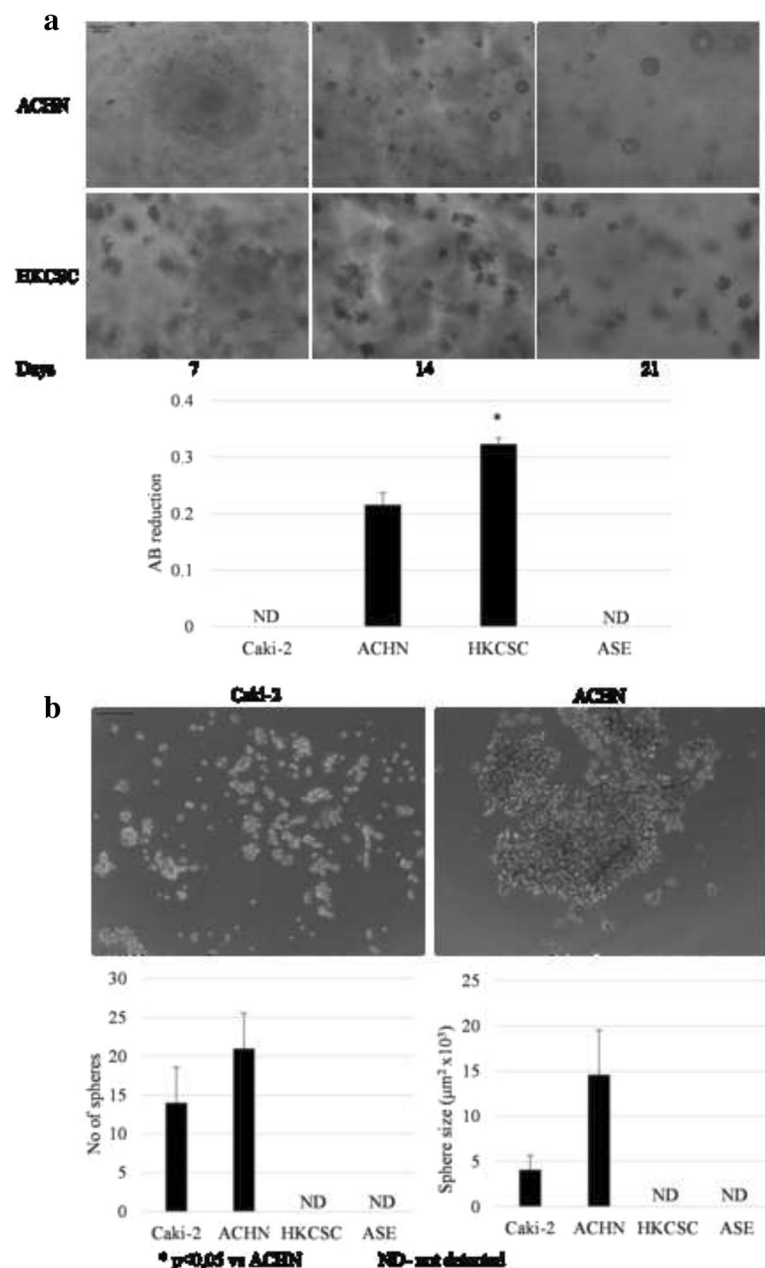 a
ACHN
HKCSC
Days 7 14 21
0.4
0.3
0.2
0.1
0
AB reduction
ND
*
ND
Caki-2 ACHN HKCSC ASE
b
Caki-2 ACHN
30
25
20
15
10
5
0
No of spheres
ND ND
Caki-2 ACHN HKCSC ASE
25
20
15
10
5
0
Sphere size (µm² x10³)
ND ND
Caki-2 ACHN HKCSC ASE
* p<0,05 vs ACHN ND- not detected